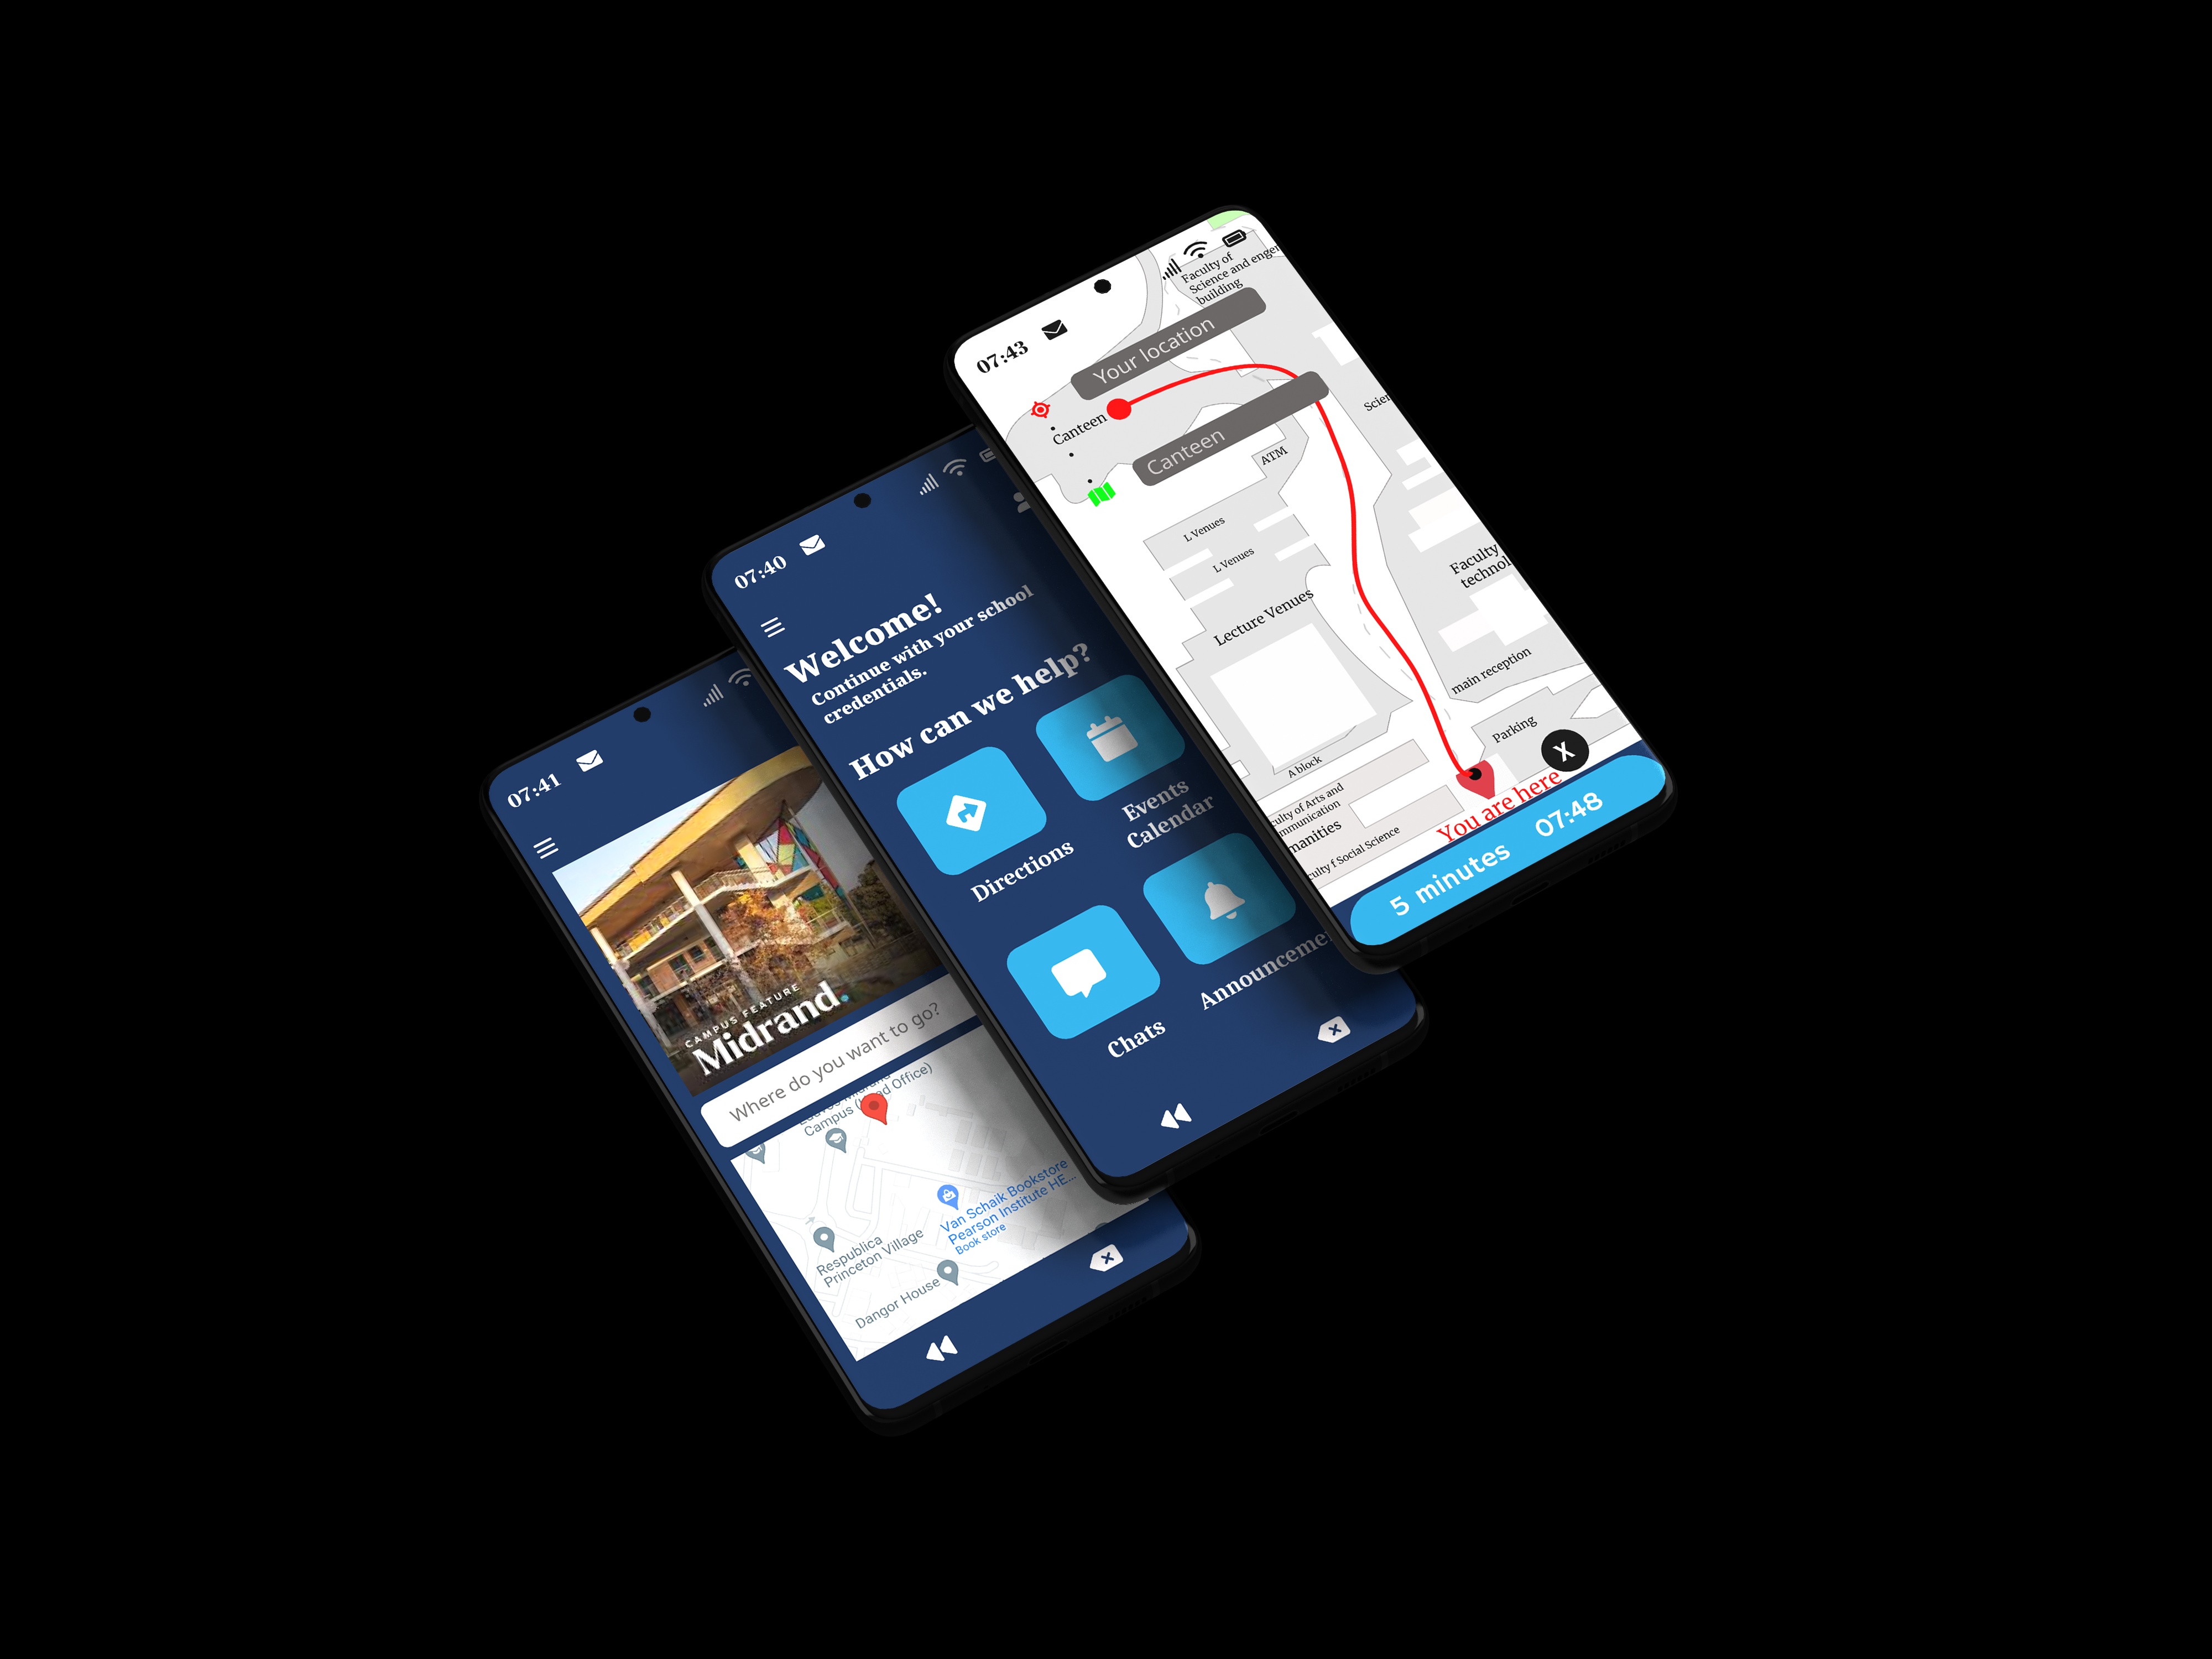 07:41
CAMPUS FEATURE
Midrand.
Where do you want to go?
Campus (
d Office)
Van Schaik Bookstore
Pearson Institute HE...
Book store
Respublica
Princeton Village
Dangor House
07:40
Welcome!
Continue with your school
credentials.
How can we help?
Directions
Events
Calendar
Chats
Announceme
07:43
Faculty of
Science and enger
building
Your location
Canteen
Canteen
ATM
Scien
L Venues
L Venues
Lecture Venues
Faculty
technol
main reception
Parking
A block
culty of Arts and
mmunication
manities
culty f Social Science
X
You are here
5 minutes 07:48